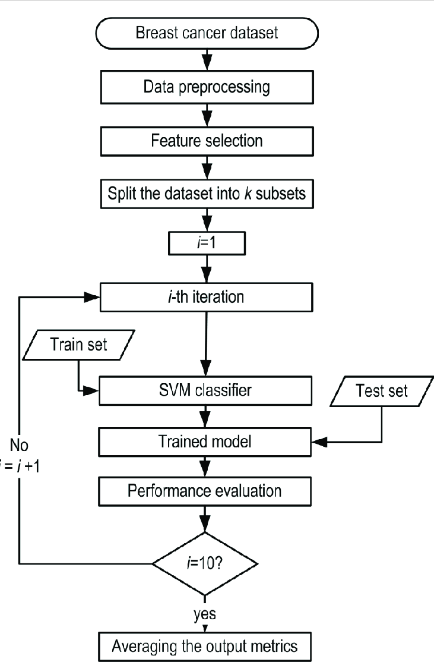 Breast cancer dataset
Data preprocessing
Feature selection
Split the dataset into k subsets
i=1
i-th iteration
Train set
SVM classifier
Test set
Trained model
No
= i +1
Performance evaluation
i=10?
yes
Averaging the output metrics